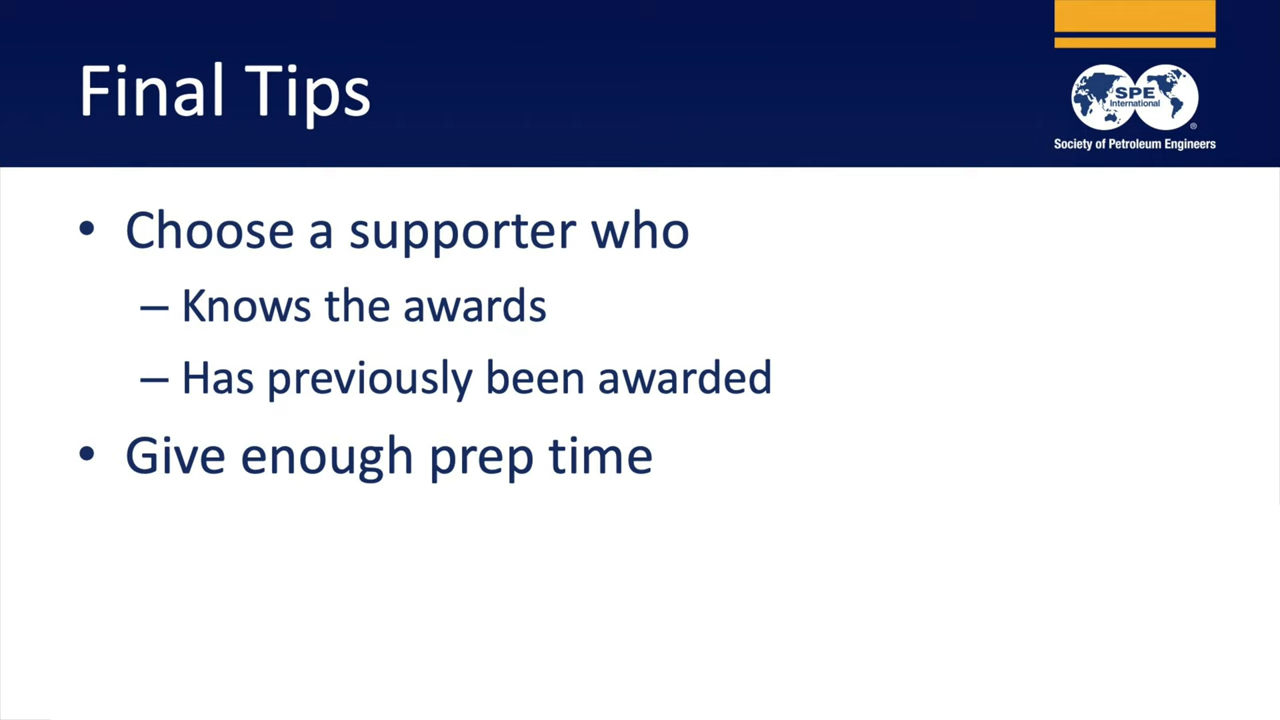 Final Tips
SPE
International
®
Society of Petroleum Engineers
• Choose a supporter who
– Knows the awards
– Has previously been awarded
• Give enough prep time